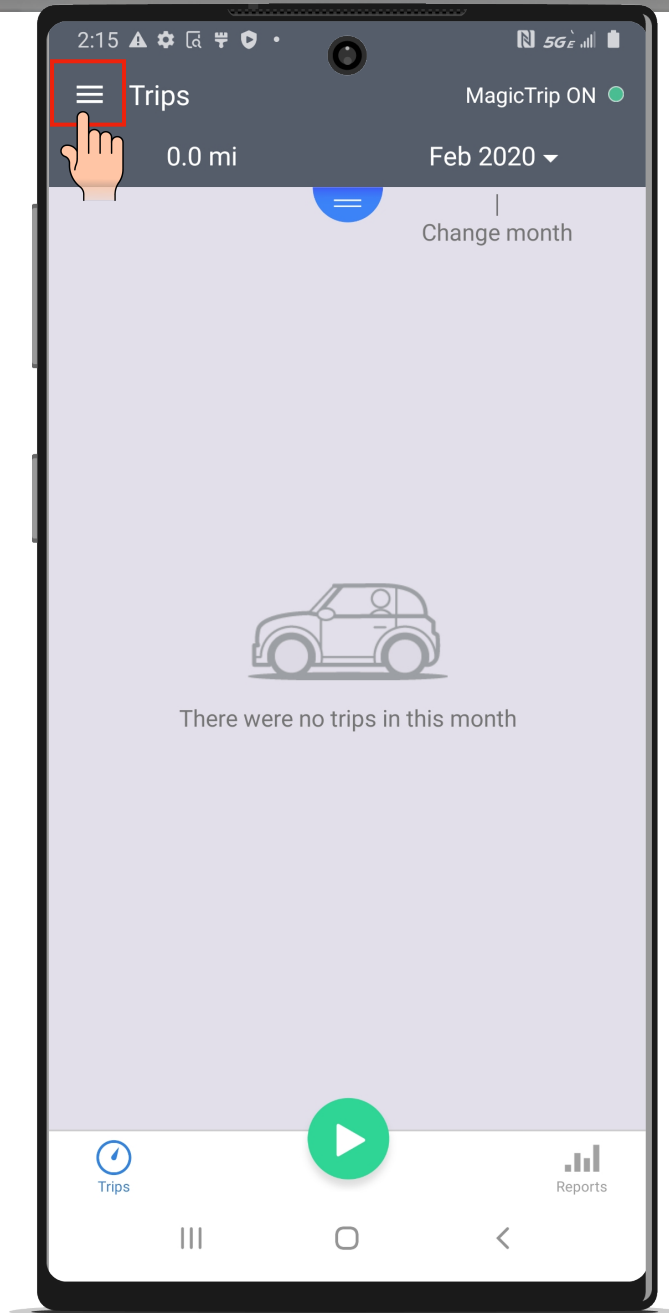 2:15
5GE
Trips
MagicTrip ON
0.0 mi
Feb 2020
Change month
There were no trips in this month
Trips
Reports